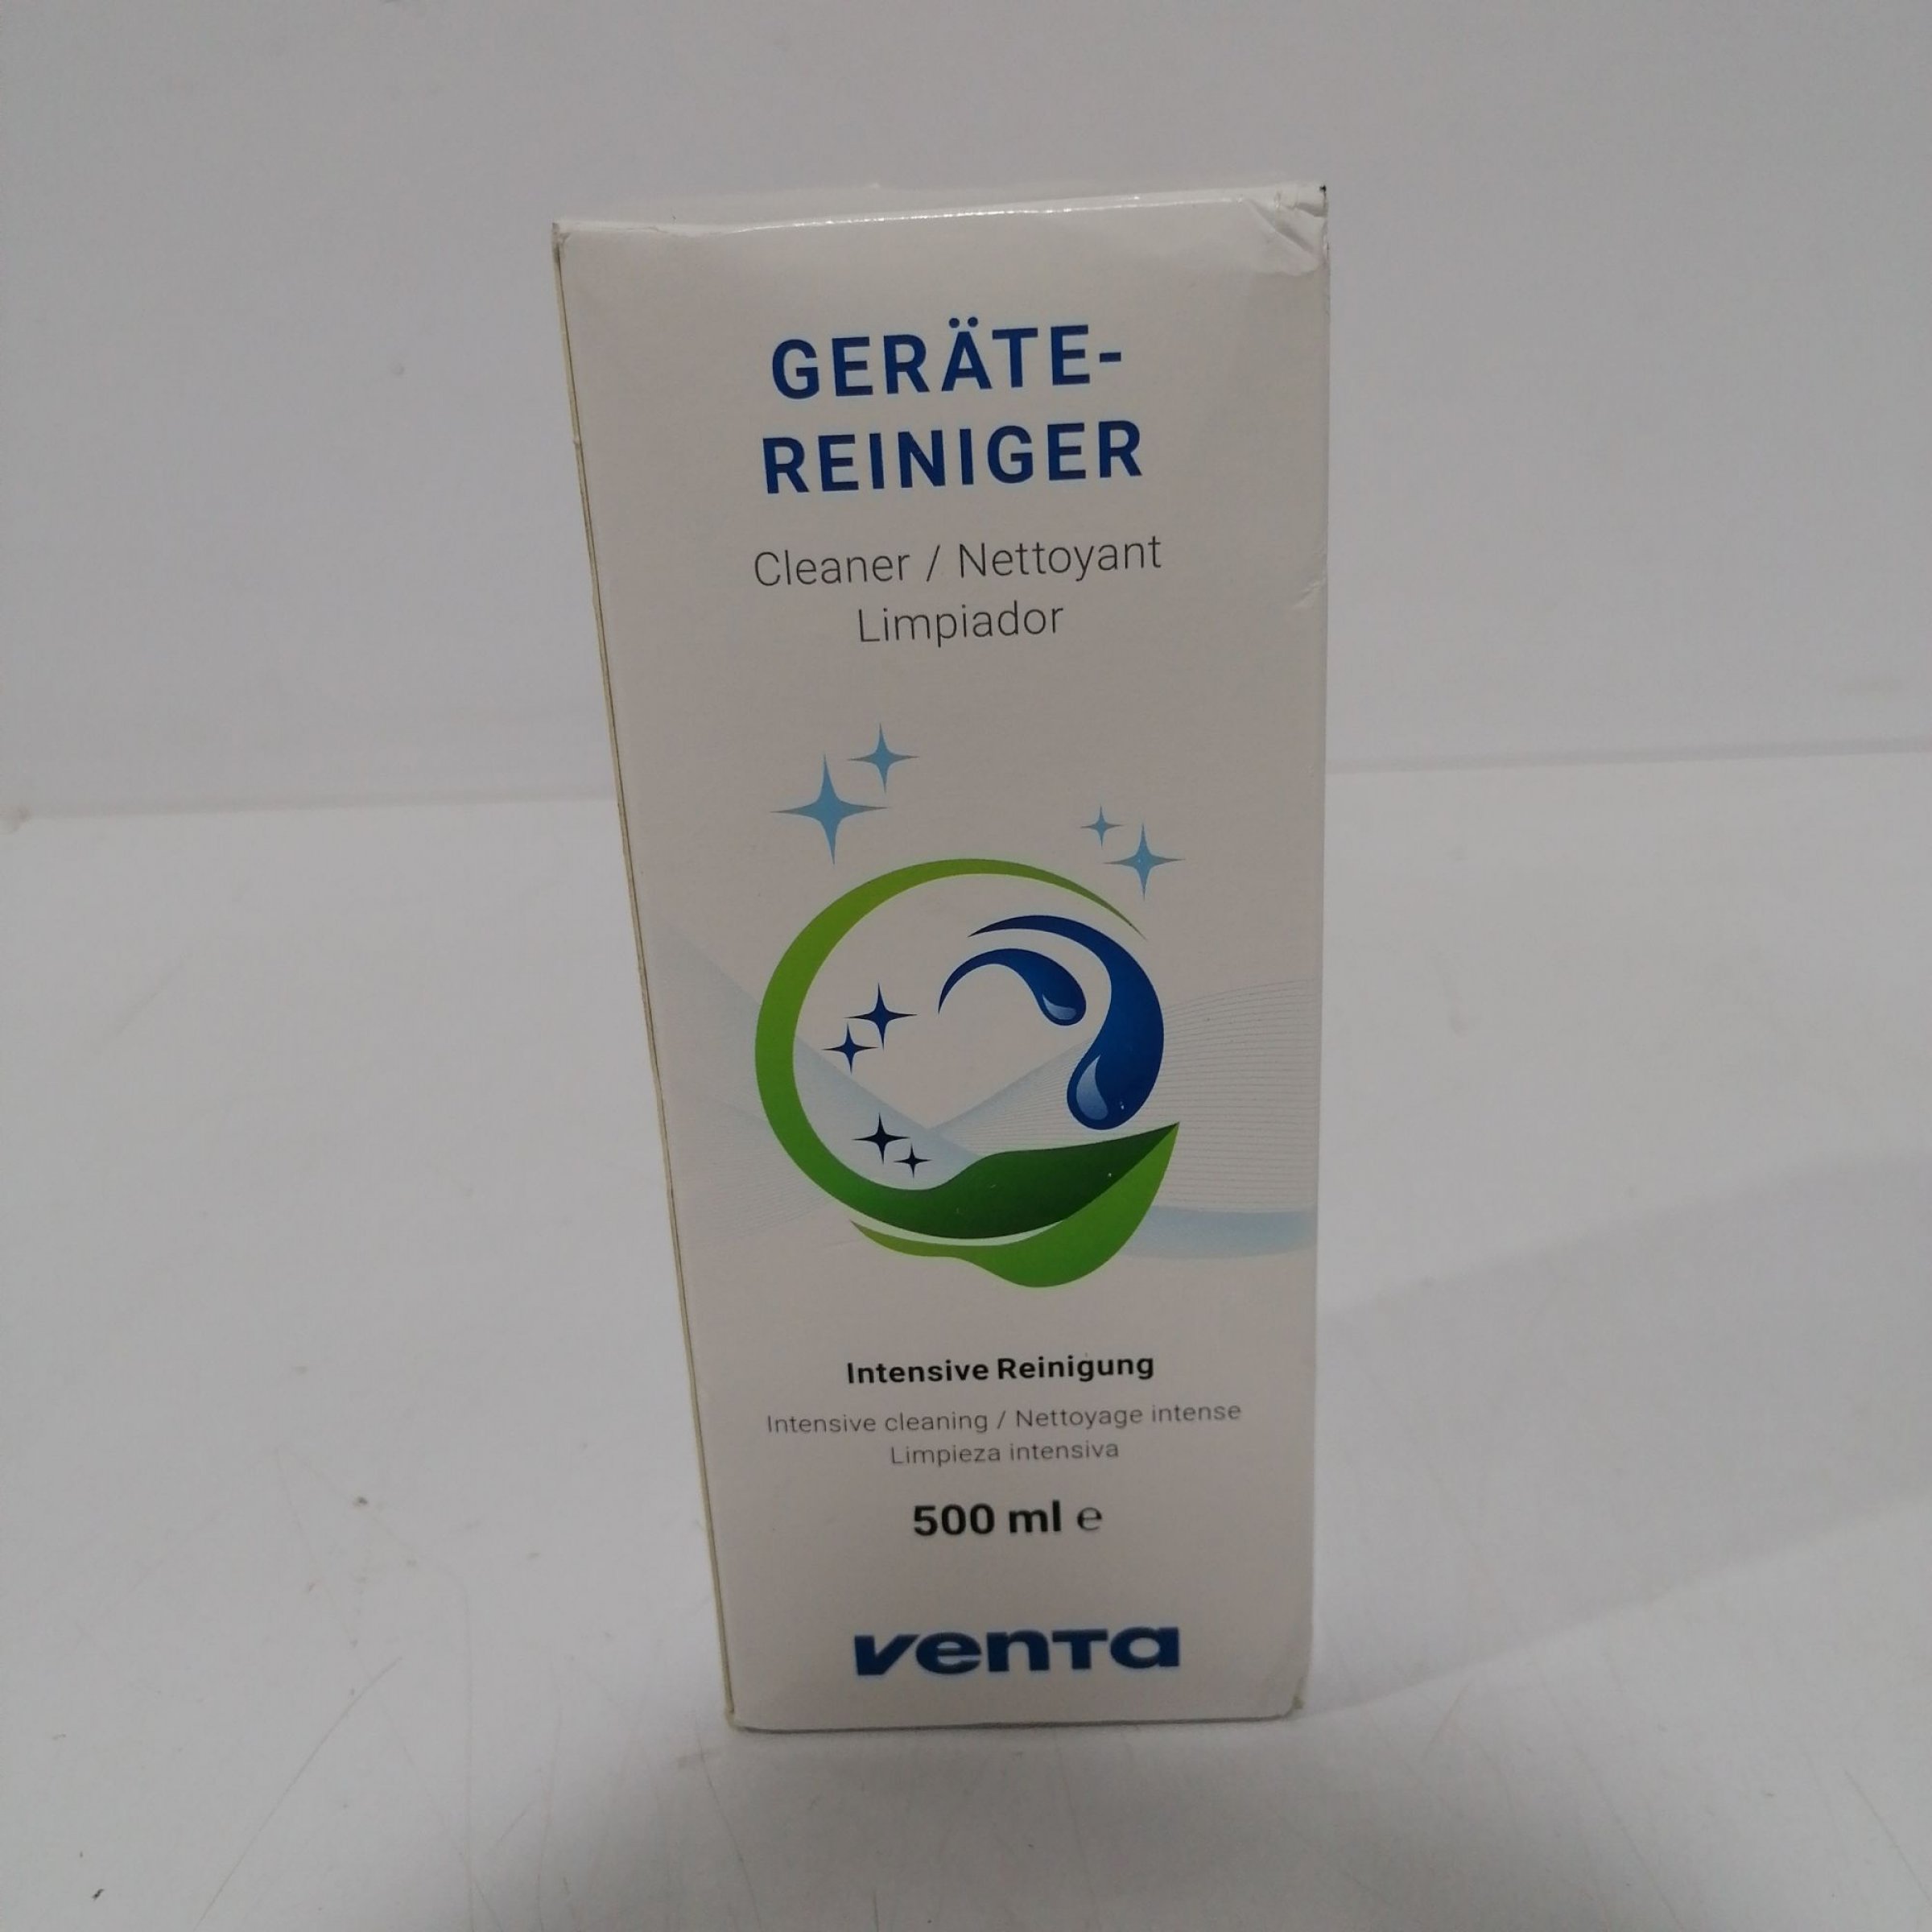 GERÄTE-
REINIGER
Cleaner / Nettoyant
Limpiador
Intensive Reinigung
Intensive cleaning / Nettoyage intense
Limpieza intensiva
500 ml ℮
venta